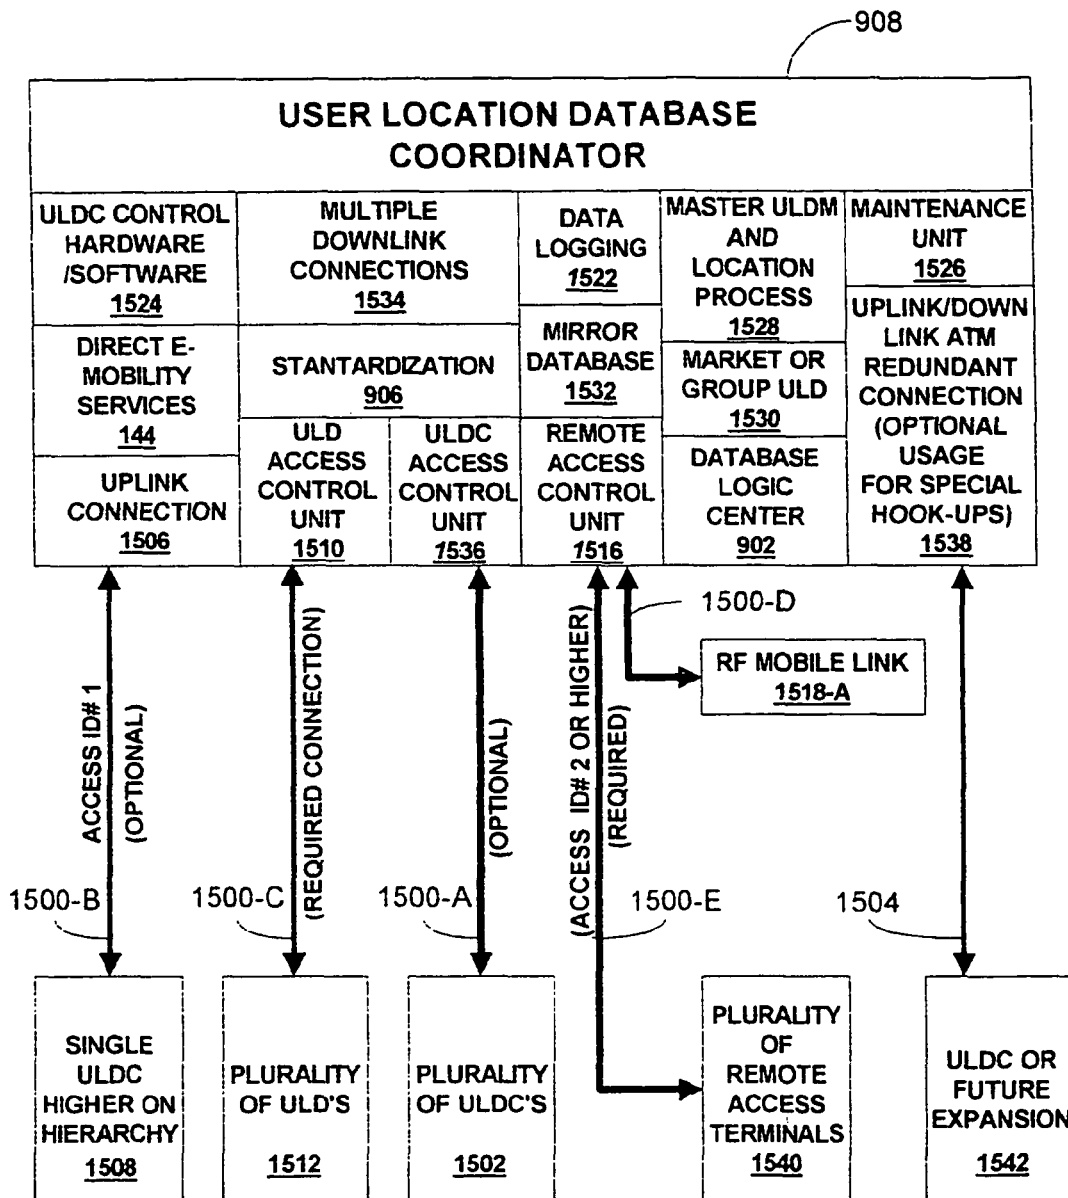 908
USER LOCATION DATABASE
COORDINATOR
ULDC CONTROL
HARDWARE
/SOFTWARE
1524
DIRECT E-
MOBILITY
SERVICES
144
UPLINK
CONNECTION
1506
MULTIPLE
DOWNLINK
CONNECTIONS
1534
STANTARDIZATION
906
ULD
ACCESS
CONTROL
UNIT
1510
ULDC
ACCESS
CONTROL
UNIT
1536
DATA
LOGGING
1522
MIRROR
DATABASE
1532
REMOTE
ACCESS
CONTROL
UNIT
1516
MASTER ULDM
AND
LOCATION
PROCESS
1528
MARKET OR
GROUP ULD
1530
DATABASE
LOGIC
CENTER
902
MAINTENANCE
UNIT
1526
UPLINK/DOWN
LINK ATM
REDUNDANT
CONNECTION
(OPTIONAL
USAGE
FOR SPECIAL
HOOK-UPS)
1538
ACCESS ID# 1
(OPTIONAL)
(REQUIRED CONNECTION)
(OPTIONAL)
(ACCESS ID# 2 OR HIGHER)
(REQUIRED)
1500-D
RF MOBILE LINK
1518-A
1500-B
1500-C
1500-A
1500-E
1504
SINGLE
ULDC
HIGHER ON
HIERARCHY
1508
PLURALITY
OF ULD'S
1512
PLURALITY
OF ULDC'S
1502
PLURALITY
OF
REMOTE
ACCESS
TERMINALS
1540
ULDC OR
FUTURE
EXPANSION
1542